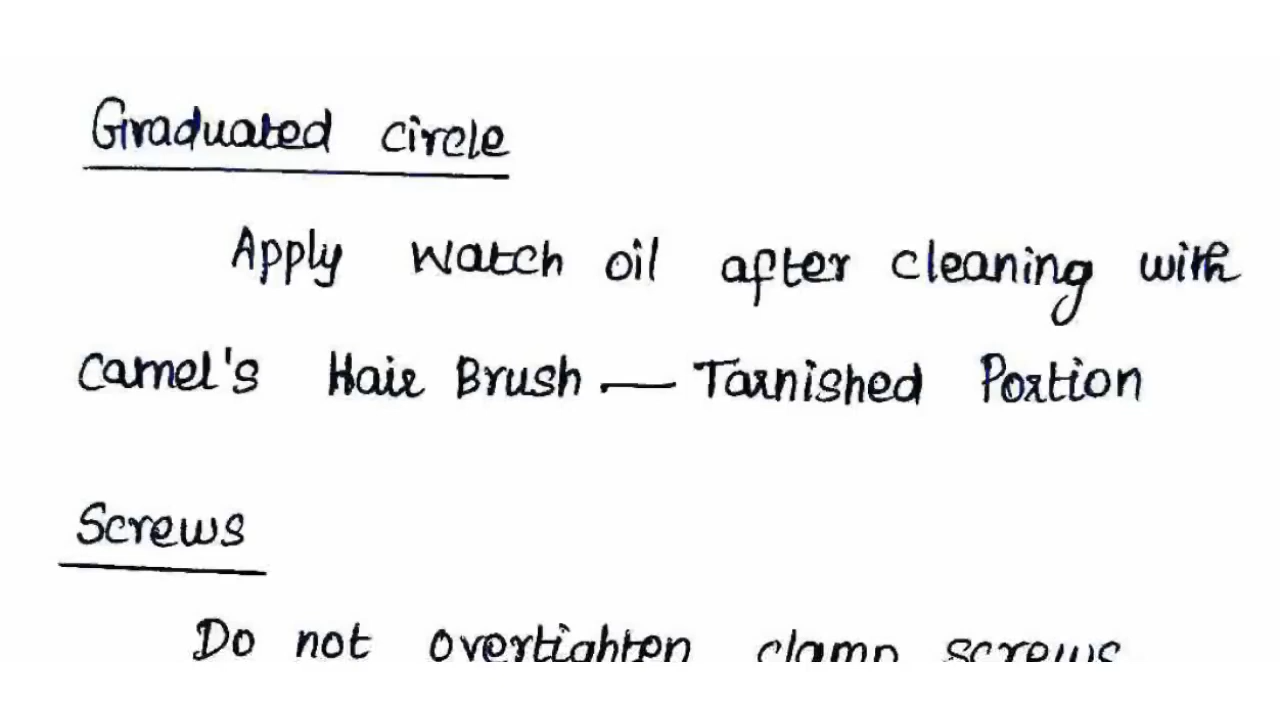 Graduated circle
Apply watch oil after cleaning with
Camel's Hair Brush — Tarnished Portion
Screws
Do not overtighten clamp screws